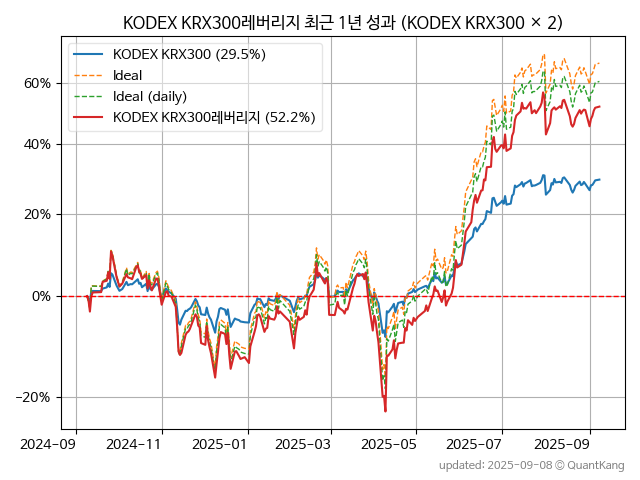 KODEX KRX300레버리지 최근 1년 성과 (KODEX KRX300 × 2)
KODEX KRX300 (29.5%)
Ideal
Ideal (daily)
KODEX KRX300레버리지 (52.2%)
60%
40%
20%
0%
−20%
2024-09
2024-11
2025-01
2025-03
2025-05
2025-07
2025-09
updated: 2025-09-08 © QuantKang